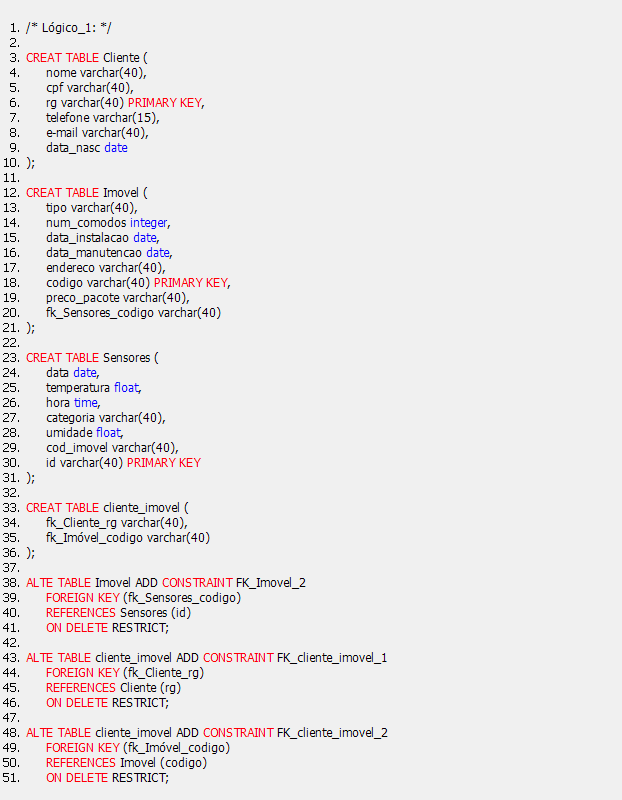 1. /* Lógico_1: */
2.
3. CREAT TABLE Cliente (
4. nome varchar(40),
5. cpf varchar(40),
6. rg varchar(40) PRIMARY KEY,
7. telefone varchar(15),
8. e-mail varchar(40),
9. data_nasc date
10. );
11.
12. CREAT TABLE Imovel (
13. tipo varchar(40),
14. num_comodos integer,
15. data_instalacao date,
16. data_manutencao date,
17. endereco varchar(40),
18. codigo varchar(40) PRIMARY KEY,
19. preco_pacote varchar(40),
20. fk_Sensores_codigo varchar(40)
21. );
22.
23. CREAT TABLE Sensores (
24. data date,
25. temperatura float,
26. hora time,
27. categoria varchar(40),
28. umidade float,
29. cod_imovel varchar(40),
30. id varchar(40) PRIMARY KEY
31. );
32.
33. CREAT TABLE cliente_imovel (
34. fk_Cliente_rg varchar(40),
35. fk_Imóvel_codigo varchar(40)
36. );
37.
38. ALTE TABLE Imovel ADD CONSTRAINT FK_Imovel_2
39. FOREIGN KEY (fk_Sensores_codigo)
40. REFERENCES Sensores (id)
41. ON DELETE RESTRICT;
42.
43. ALTE TABLE cliente_imovel ADD CONSTRAINT FK_cliente_imovel_1
44. FOREIGN KEY (fk_Cliente_rg)
45. REFERENCES Cliente (rg)
46. ON DELETE RESTRICT;
47.
48. ALTE TABLE cliente_imovel ADD CONSTRAINT FK_cliente_imovel_2
49. FOREIGN KEY (fk_Imóvel_codigo)
50. REFERENCES Imovel (codigo)
51. ON DELETE RESTRICT;